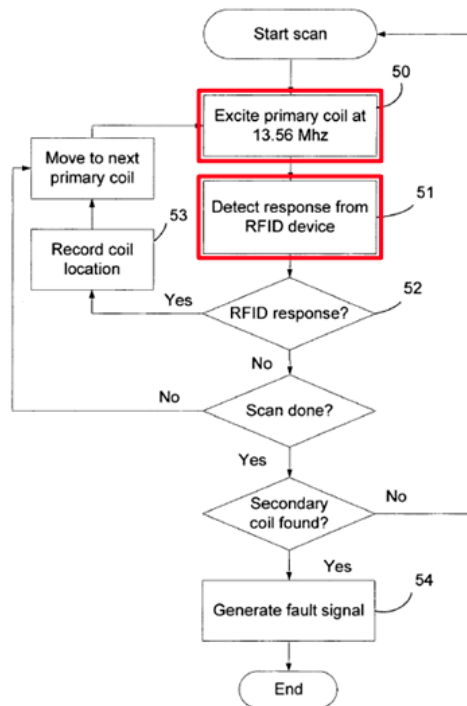 Start scan
50
Excite primary coil at
13.56 Mhz
Move to next
primary coil
51
Detect response from
RFID device
53
Record coil
location
52
Yes
RFID response?
No
No
Scan done?
Yes
Secondary
coil found?
No
Yes
54
Generate fault signal
End